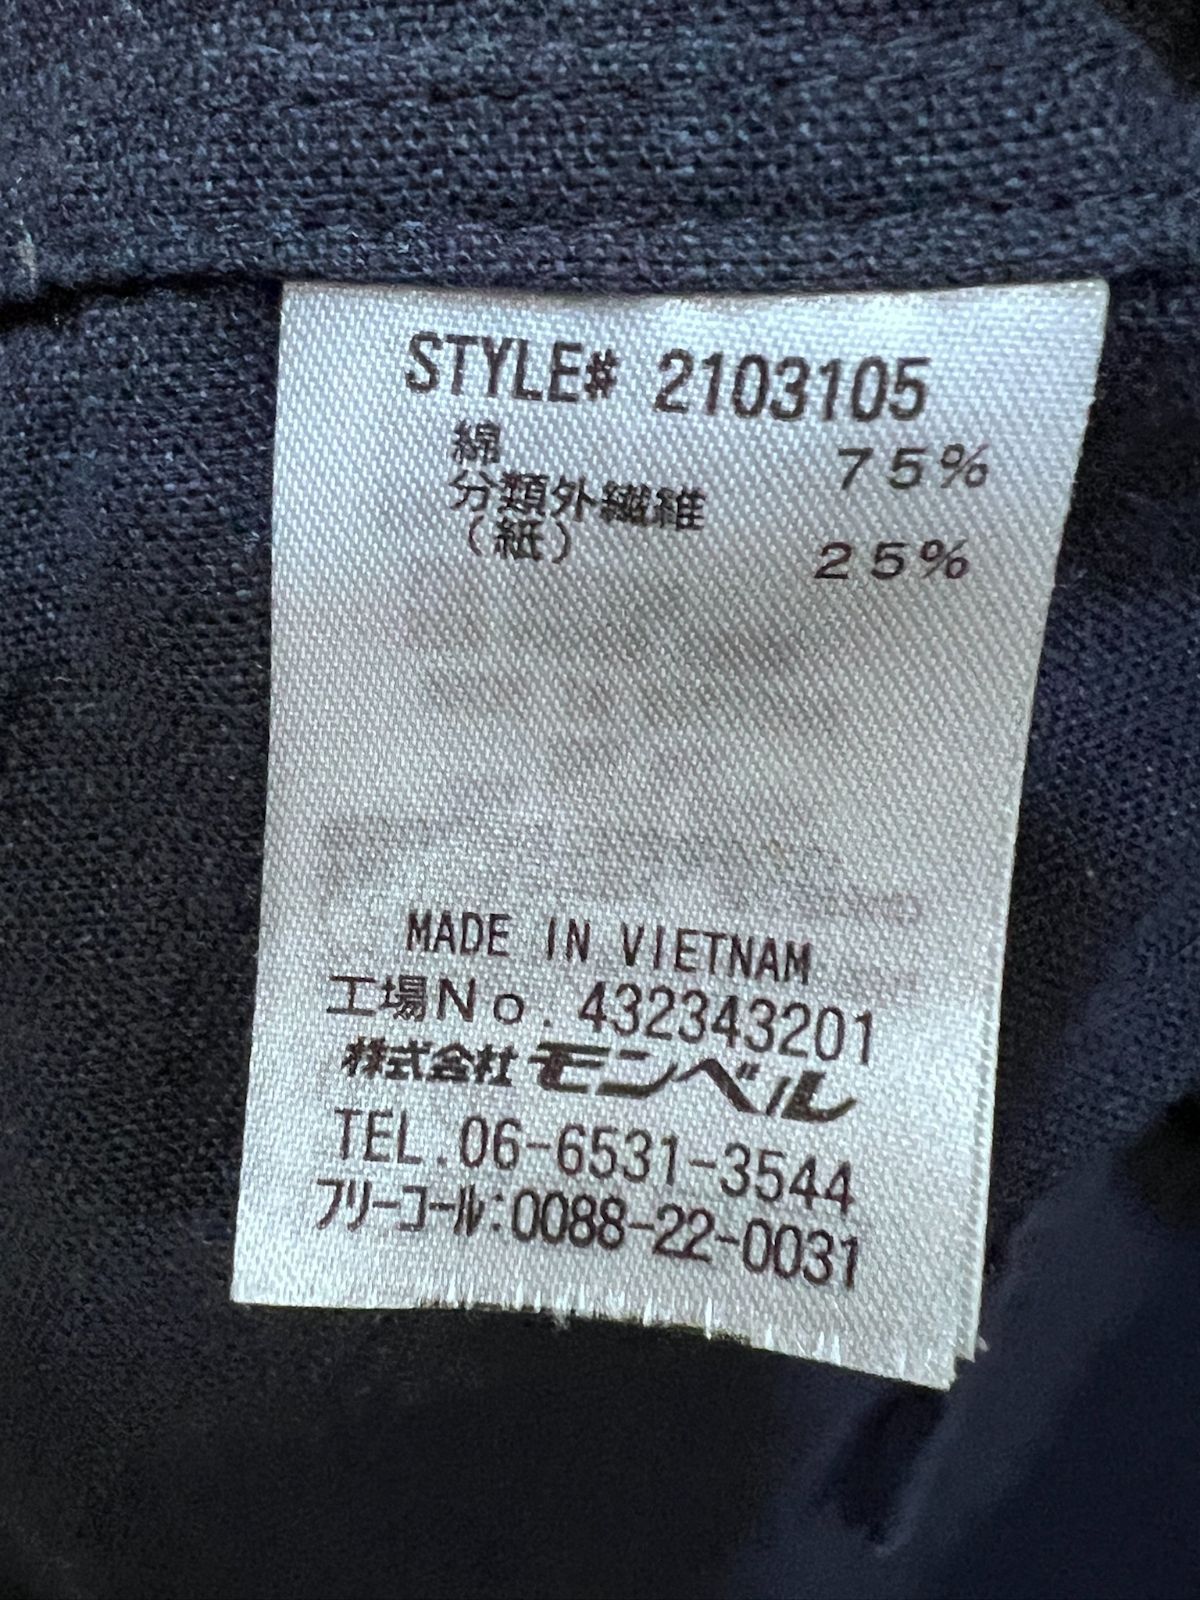 STYLE# 2103105
綿 75%
分類外繊維
(紙) 25%
MADE IN VIETNAM
工場No. 432343201
株式会社モンベル
TEL.06-6531-3544
フリーコール:0088-22-0031